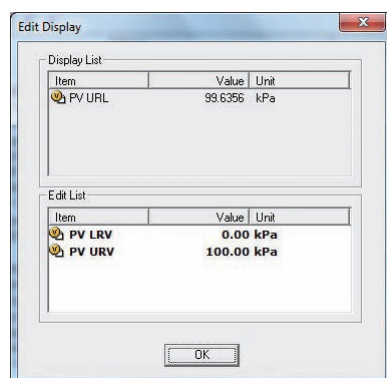 Edit Display
Display List
Item Value Unit
PV URL 99.6356 kPa
Edit List
Item Value Unit
PV LRV 0.00 kPa
PV URV 100.00 kPa
OK